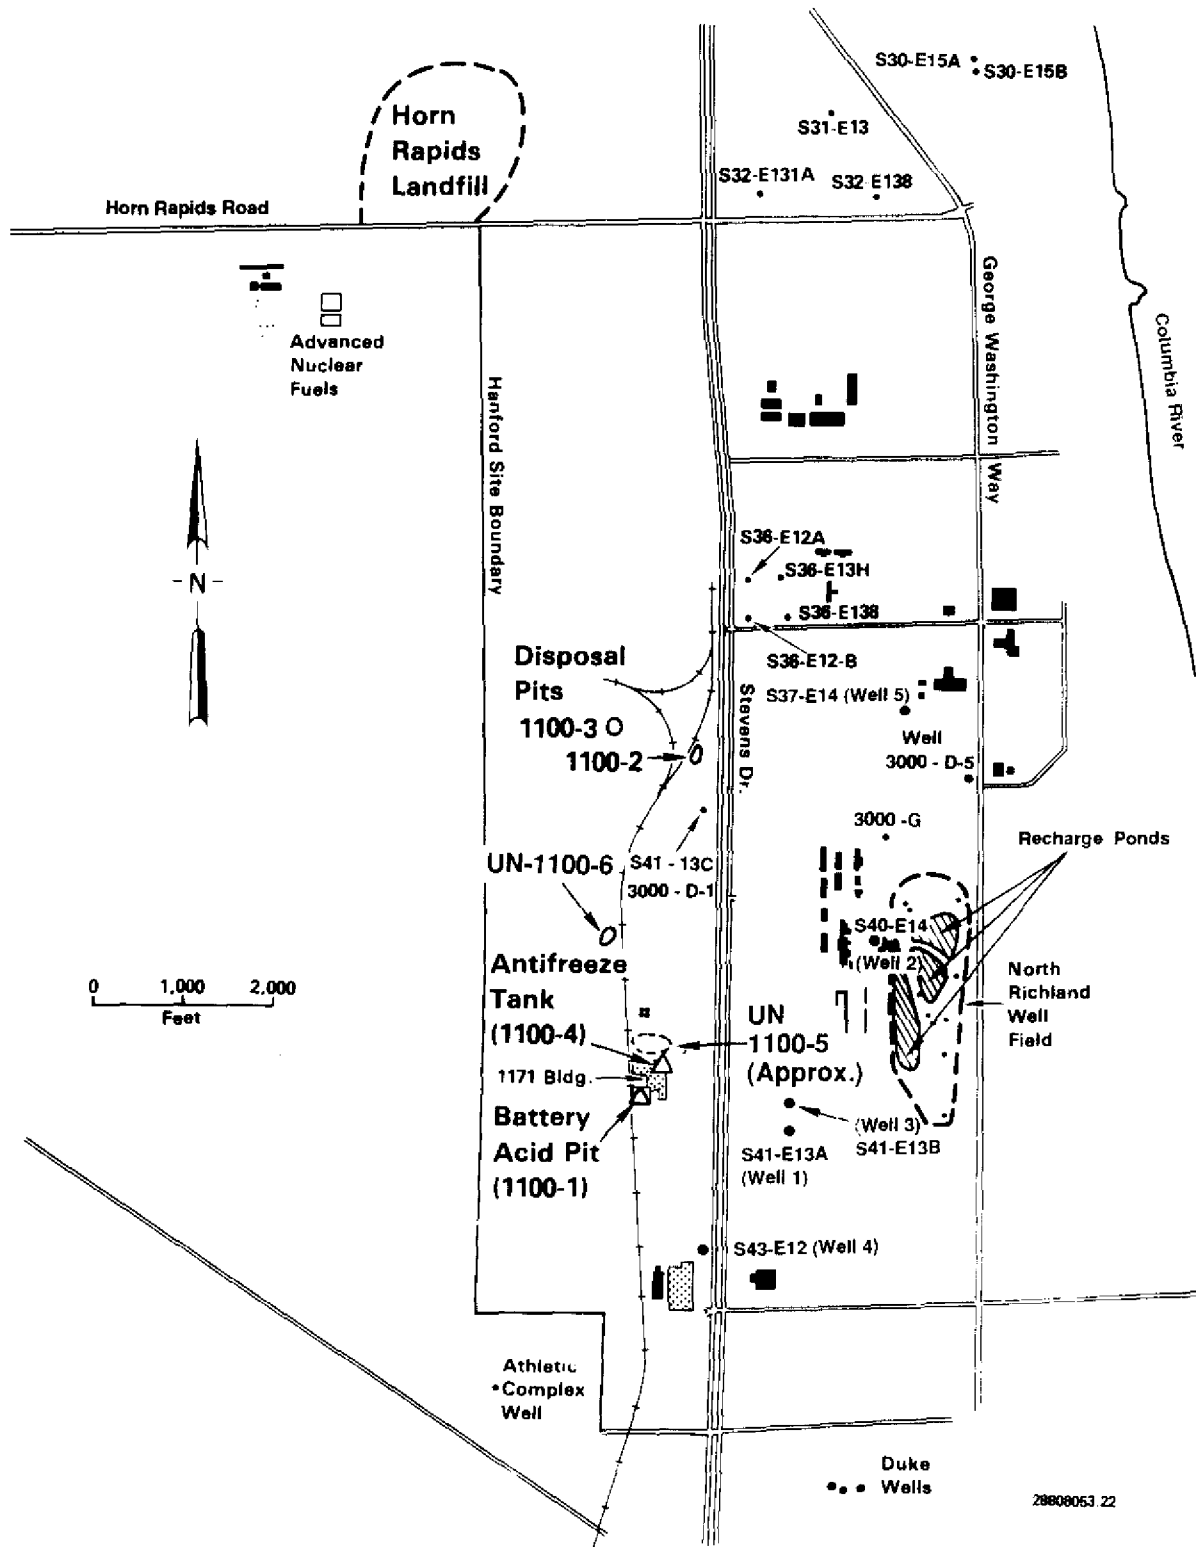 S30-E15A
S30-E15B
S31-E13
Horn
Rapids
Landfill
S32-E131A
S32-E138
Horn Rapids Road
George Washington Way
Columbia River
Advanced
Nuclear
Fuels
Hanford Site Boundary
S36-E12A
S36-E13H
-N-
S36-E138
S36-E12-B
Disposal
Pits
1100-3
1100-2
Stevens Dr.
S37-E14 (Well 5)
Well
3000 - D-5
3000 -G
Recharge Ponds
UN-1100-6
S41 - 13C
3000 - D-1
S40-E14
(Well 2)
North
Richland
Well
Field
Antifreeze
Tank
(1100-4)
0 1,000 2,000
Feet
UN
1100-5
(Approx.)
1171 Bldg.
Battery
Acid Pit
(1100-1)
(Well 3)
S41-E13B
S41-E13A
(Well 1)
S43-E12 (Well 4)
Athletic
Complex
Well
Duke
Wells
28808053.22